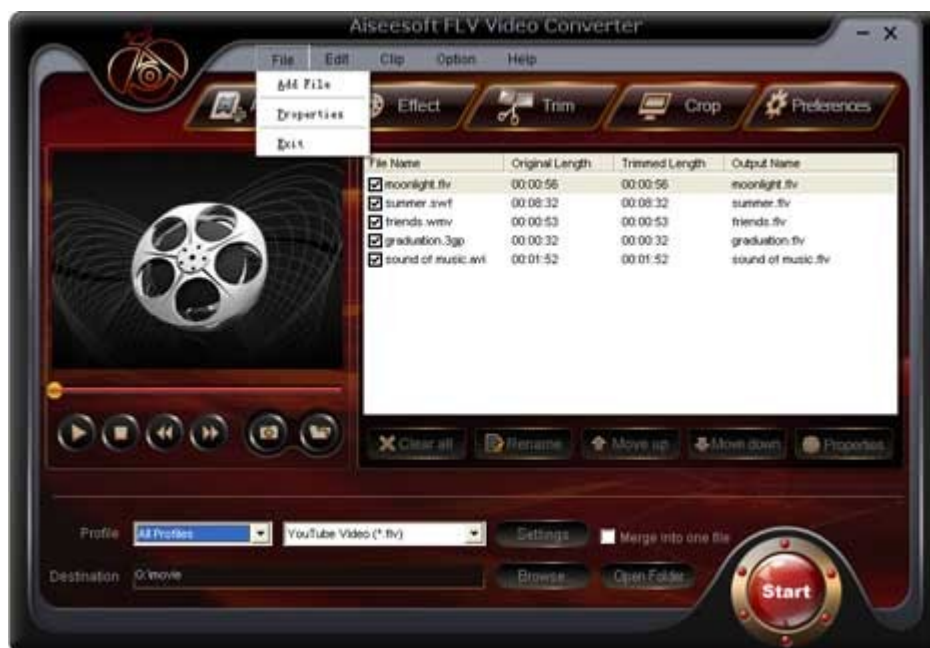 Aiseesoft FLV Video Converter
File Edit Clip Option Help
Add File
Properties
Exit
Effect Trim Crop Preferences
File Name Original Length Trimmed Length Output Name
moonlight.flv 00:00:56 00:00:56 moonlight.flv
summer.swf 00:08:32 00:08:32 summer.flv
friends.wmv 00:00:53 00:00:53 friends.flv
graduation.3gp 00:00:32 00:00:32 graduation.flv
sound of music.avi 00:01:52 00:01:52 sound of music.flv
Clear all Rename Move up Move down Properties
Profile All Profiles YouTube Video (*.flv) Settings Merge into one file
Destination G:\movie Browse Open Folder
Start